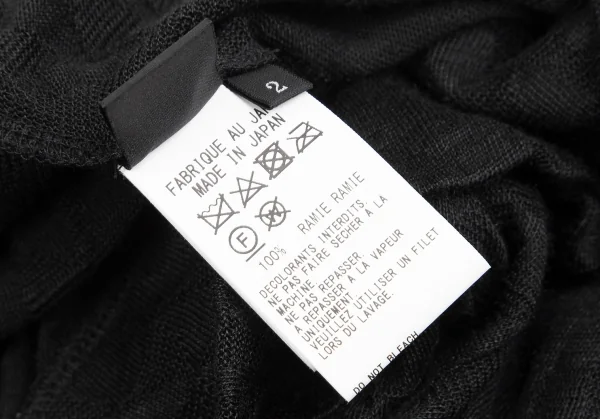 2
FABRIQUE AU JA
MADE IN JAPAN
F
W
100% RAMIE RAMIE
DECOLORANTS INTERDITS.
NE PAS FAIRE SECHER A LA
MACHINE.
NE PAS REPASSER
A REPASSER A LA VAPEUR
UNIQUEMENT.
VEUILLEZ UTILISER UN FILET
LORS DU LAVAGE.
DO NOT BLEACH